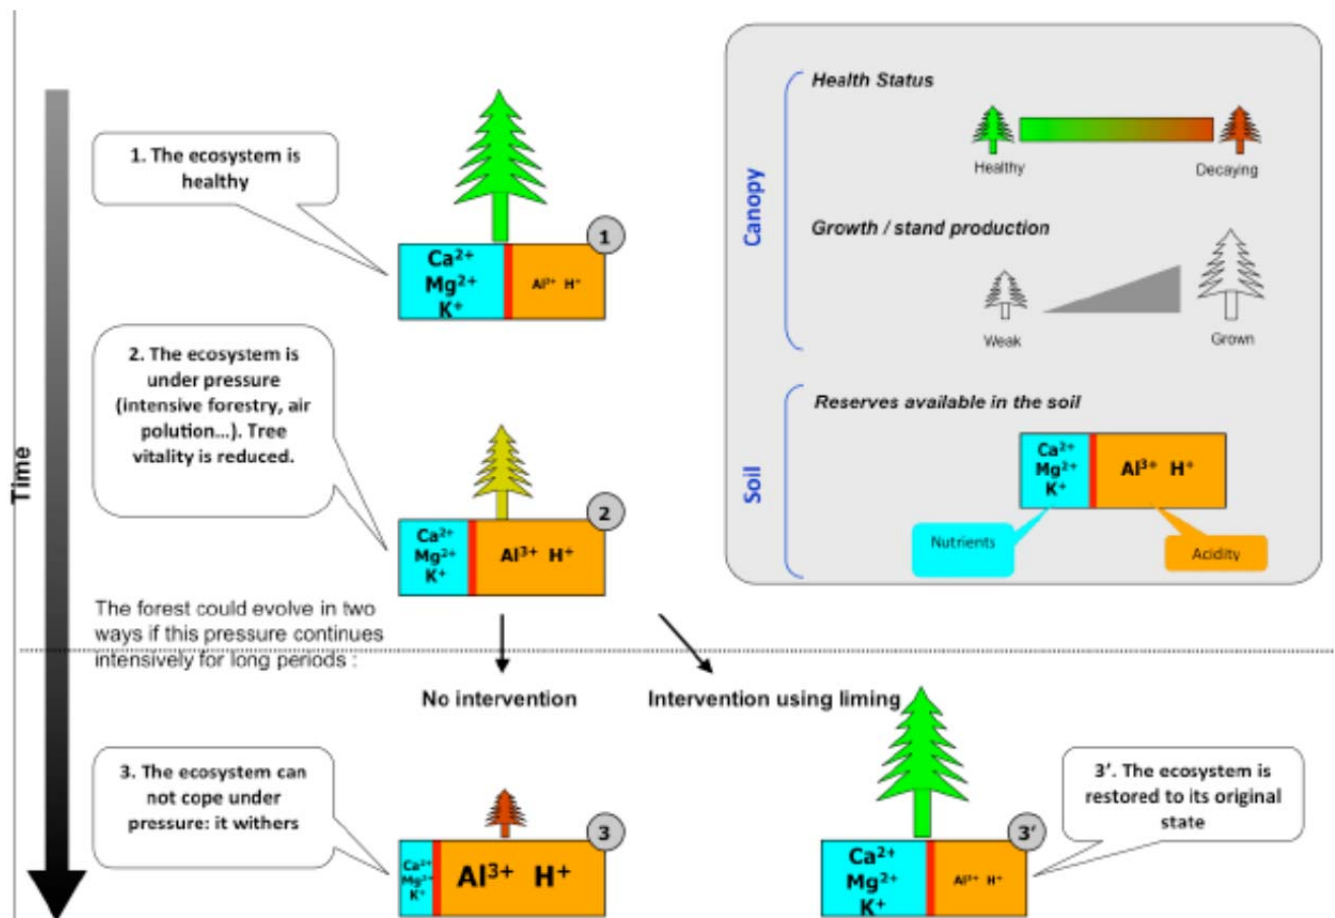 Time
1. The ecosystem is
healthy
1
Ca²⁺
Mg²⁺
K⁺
Al³⁺ H⁺
2. The ecosystem is
under pressure
(intensive forestry, air
polution...). Tree
vitality is reduced.
2
Ca²⁺
Mg²⁺
K⁺
Al³⁺ H⁺
The forest could evolve in two
ways if this pressure continues
intensively for long periods :
No intervention
Intervention using liming
3. The ecosystem can
not cope under
pressure: it withers
3
Ca²⁺
Mg²⁺
K⁺
Al³⁺ H⁺
3′
Ca²⁺
Mg²⁺
K⁺
Al³⁺ H⁺
3′. The ecosystem is
restored to its original
state
Canopy
Health Status
Healthy
Decaying
Growth / stand production
Weak
Grown
Soil
Reserves available in the soil
Ca²⁺
Mg²⁺
K⁺
Al³⁺ H⁺
Nutrients
Acidity